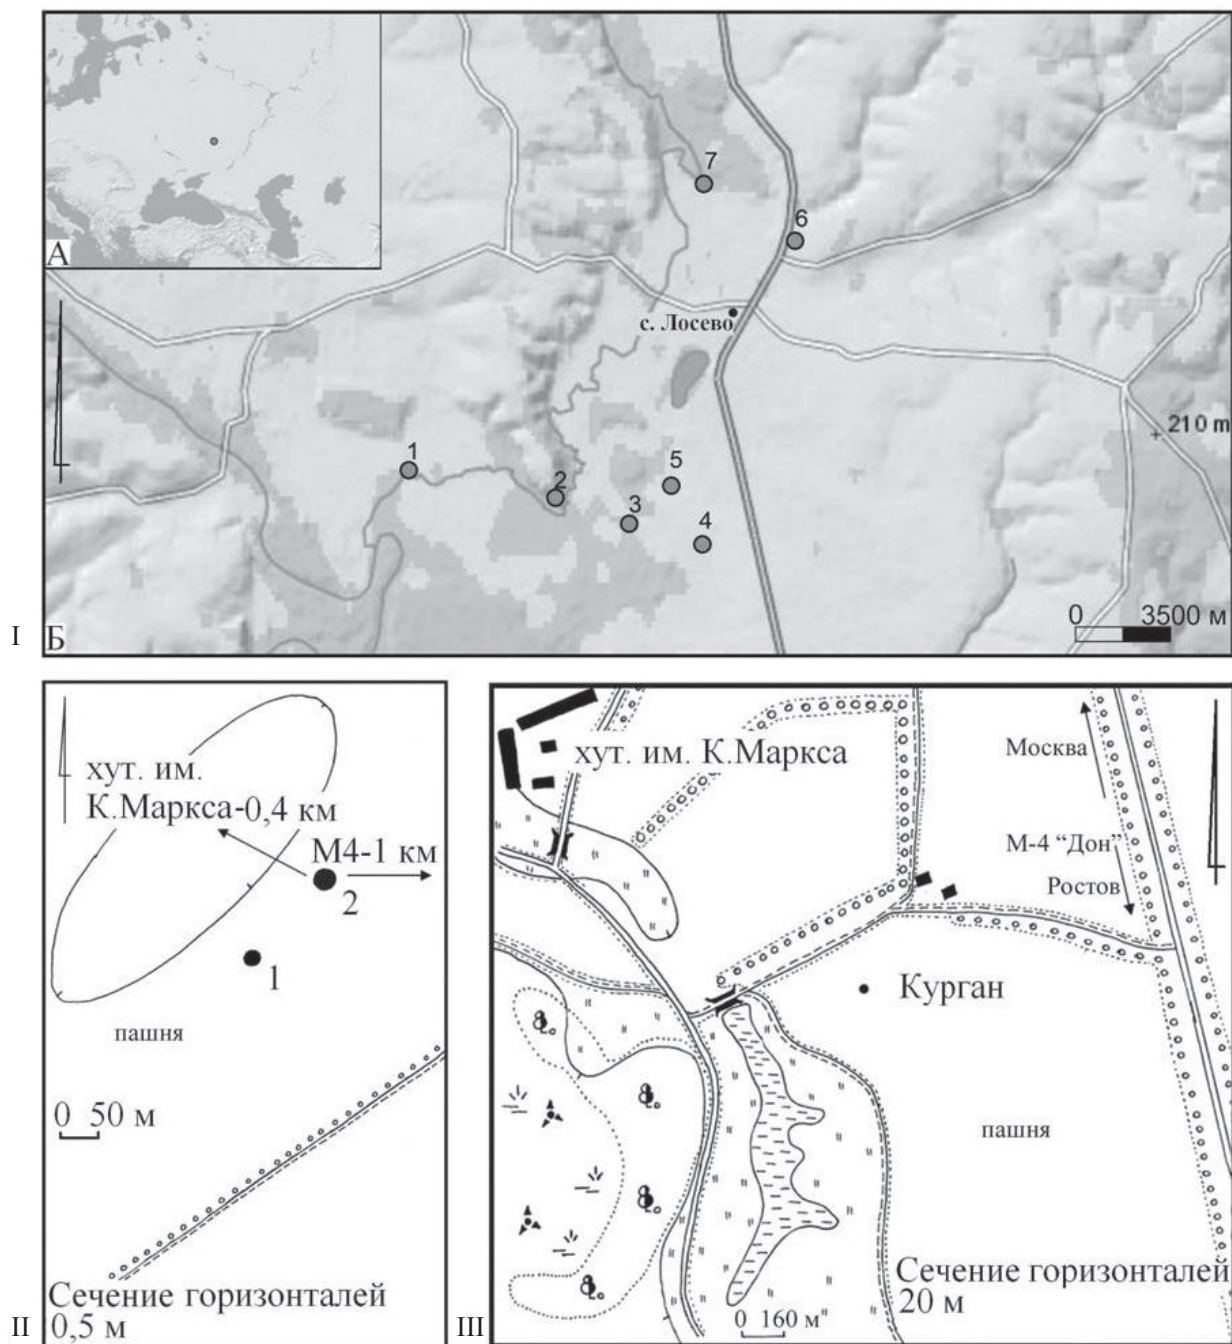 А
7
6
с. Лосево
210 m
1
2
5
3
4
0 3500 м
I
Б
хут. им.
К.Маркса-0,4 км
М4-1 км
2
1
пашня
0 50 м
Сечение горизонталей
0,5 м
II
хут. им. К.Маркса
Москва
М-4 “Дон”
Ростов
Курган
пашня
Сечение горизонталей
20 м
0 160 м
III